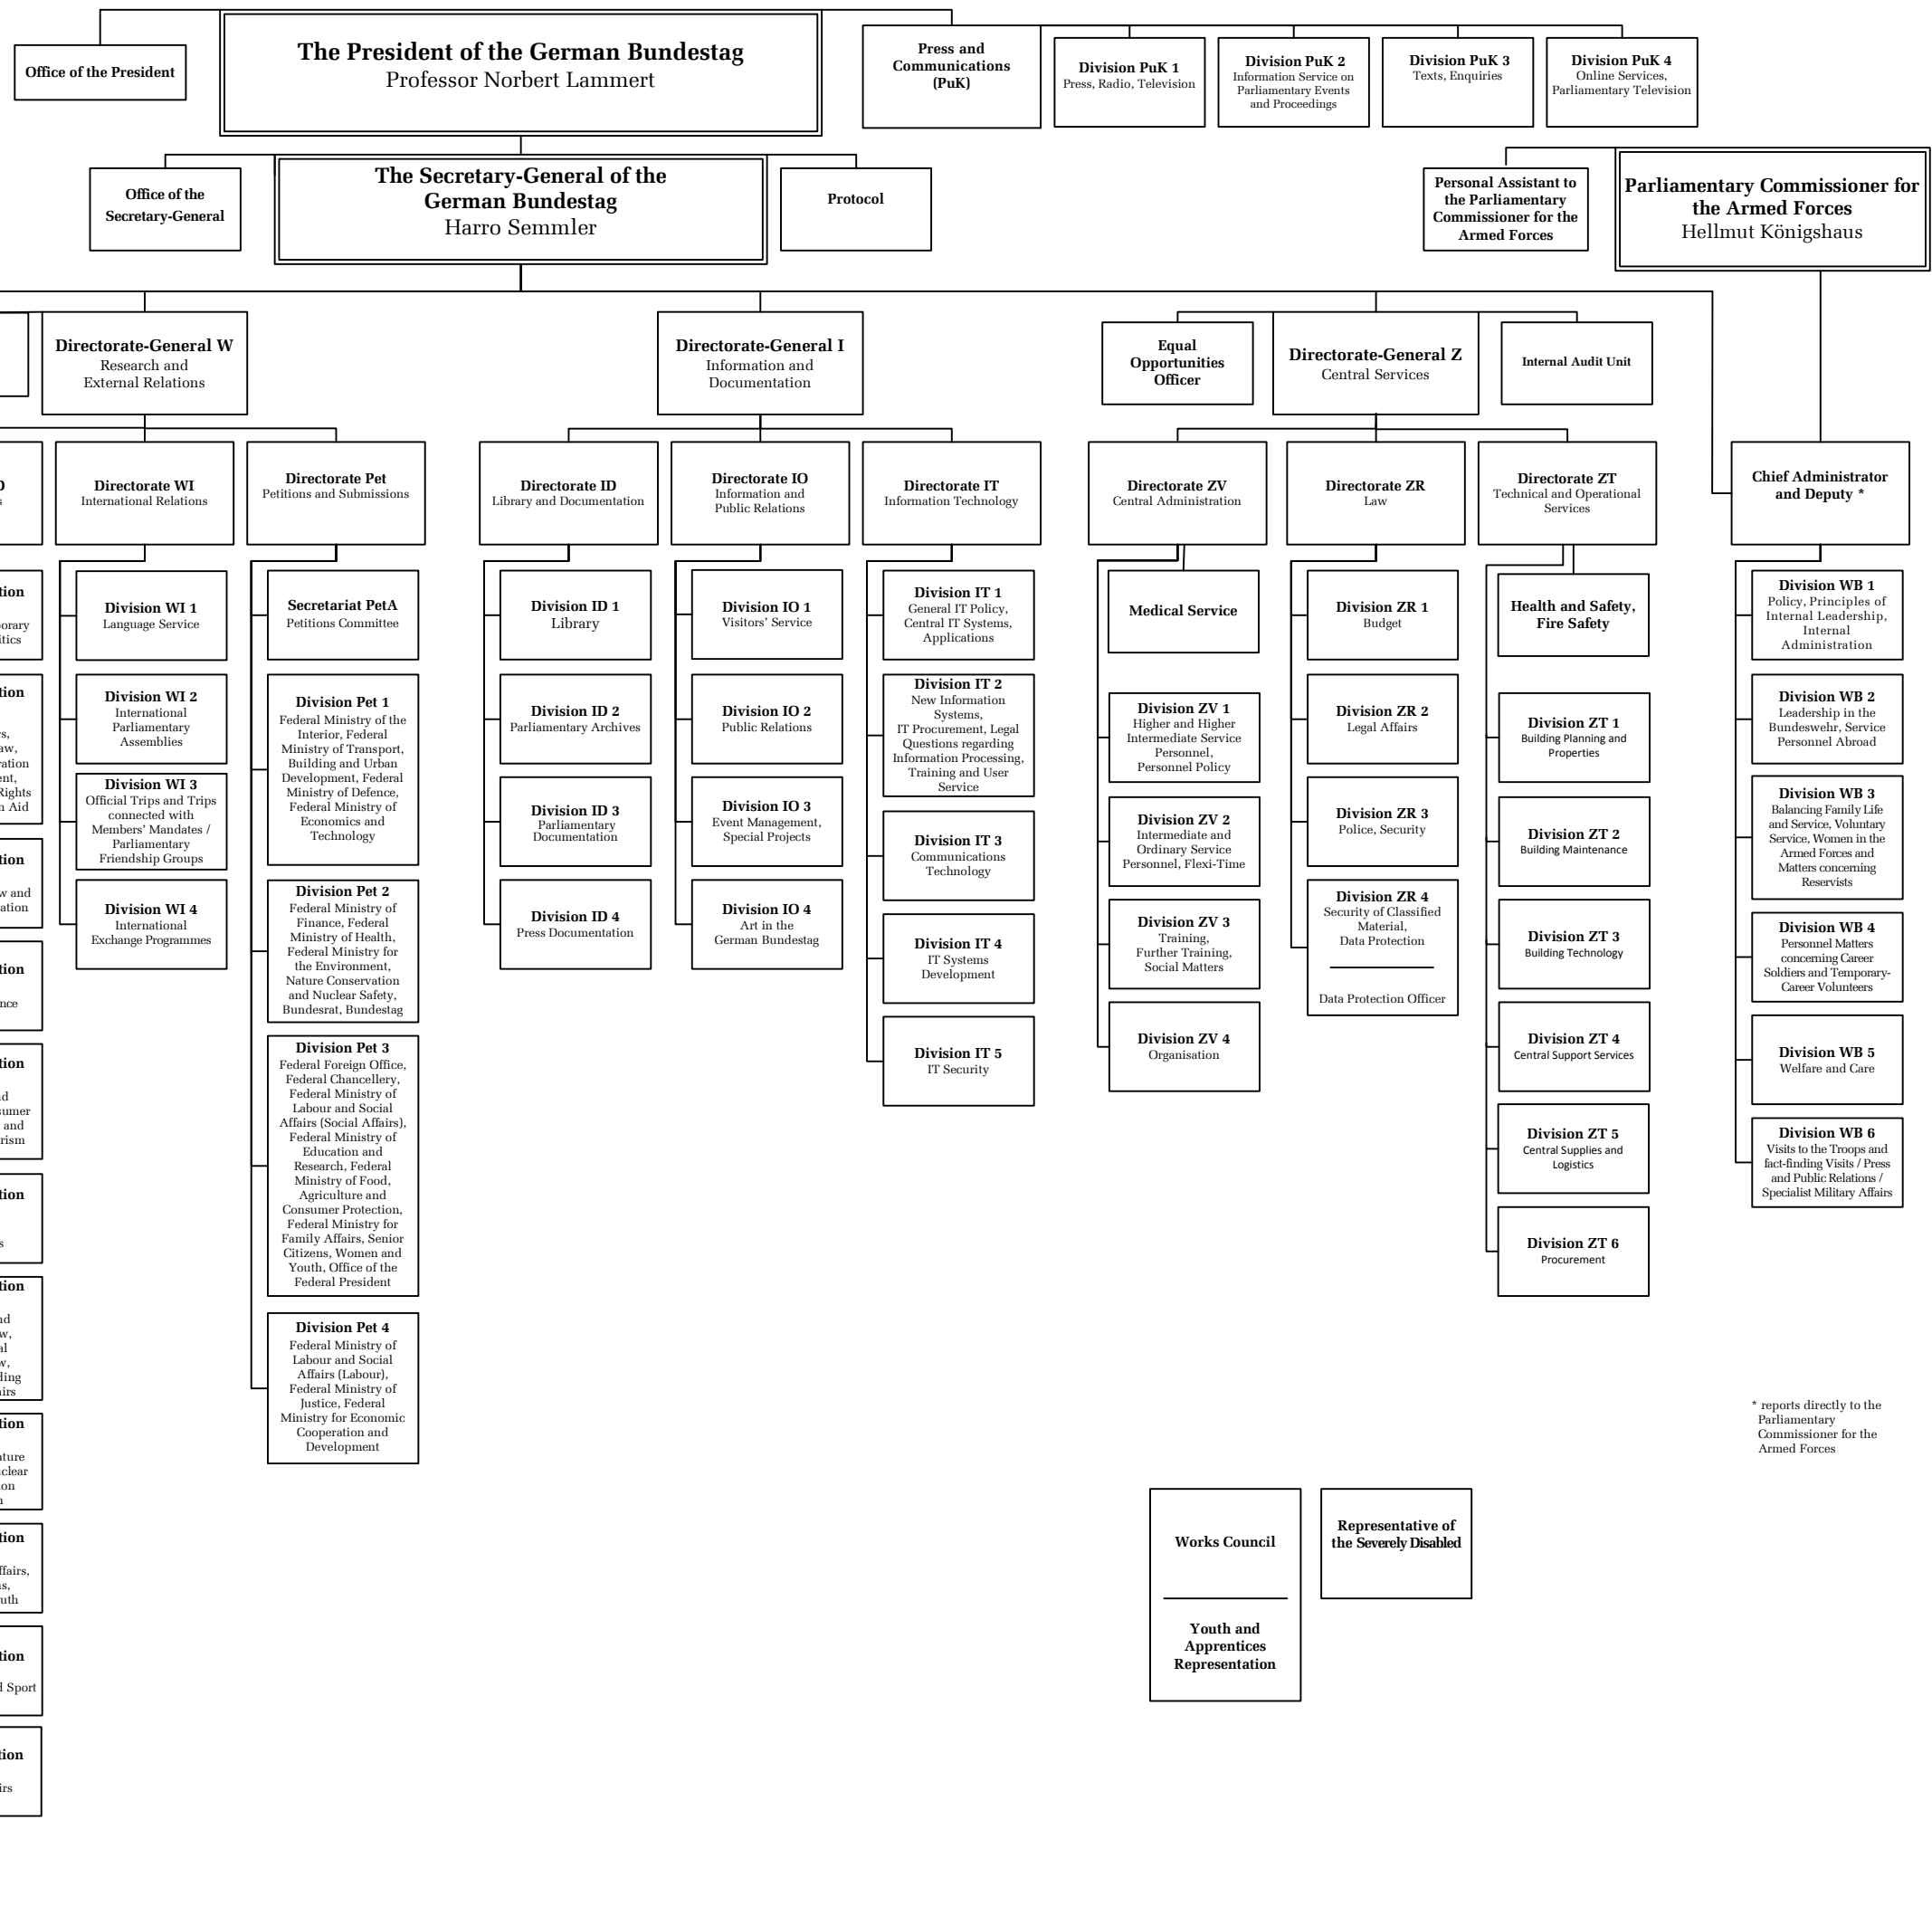 Office of the President
The President of the German Bundestag
Professor Norbert Lammert
Press and
Communications
(PuK)
Division PuK 1
Press, Radio, Television
Division PuK 2
Information Service on
Parliamentary Events
and Proceedings
Division PuK 3
Texts, Enquiries
Division PuK 4
Online Services,
Parliamentary Television
Office of the
Secretary-General
The Secretary-General of the
German Bundestag
Harro Semmler
Protocol
Personal Assistant to
the Parliamentary
Commissioner for the
Armed Forces
Parliamentary Commissioner for
the Armed Forces
Hellmut Königshaus
Directorate-General W
Research and
External Relations
Directorate-General I
Information and
Documentation
Equal
Opportunities
Officer
Directorate-General Z
Central Services
Internal Audit Unit
Directorate WI
International Relations
Directorate Pet
Petitions and Submissions
Directorate ID
Library and Documentation
Directorate IO
Information and
Public Relations
Directorate IT
Information Technology
Directorate ZV
Central Administration
Directorate ZR
Law
Directorate ZT
Technical and Operational
Services
Chief Administrator
and Deputy *
and
Rights
Aid
and
and
Sport
Division WI 1
Language Service
Division WI 2
International
Parliamentary
Assemblies
Division WI 3
Official Trips and Trips
connected with
Members' Mandates /
Parliamentary
Friendship Groups
Division WI 4
International
Exchange Programmes
Secretariat PetA
Petitions Committee
Division Pet 1
Federal Ministry of the
Interior, Federal
Ministry of Transport,
Building and Urban
Development, Federal
Ministry of Defence,
Federal Ministry of
Economics and
Technology
Division Pet 2
Federal Ministry of
Finance, Federal
Ministry of Health,
Federal Ministry for
the Environment,
Nature Conservation
and Nuclear Safety,
Bundesrat, Bundestag
Division Pet 3
Federal Foreign Office,
Federal Chancellery,
Federal Ministry of
Labour and Social
Affairs (Social Affairs),
Federal Ministry of
Education and
Research, Federal
Ministry of Food,
Agriculture and
Consumer Protection,
Federal Ministry for
Family Affairs, Senior
Citizens, Women and
Youth, Office of the
Federal President
Division Pet 4
Federal Ministry of
Labour and Social
Affairs (Labour),
Federal Ministry of
Justice, Federal
Ministry for Economic
Cooperation and
Development
Division ID 1
Library
Division ID 2
Parliamentary Archives
Division ID 3
Parliamentary
Documentation
Division ID 4
Press Documentation
Division IO 1
Visitors' Service
Division IO 2
Public Relations
Division IO 3
Event Management,
Special Projects
Division IO 4
Art in the
German Bundestag
Division IT 1
General IT Policy,
Central IT Systems,
Applications
Division IT 2
New Information
Systems,
IT Procurement, Legal
Questions regarding
Information Processing,
Training and User
Service
Division IT 3
Communications
Technology
Division IT 4
IT Systems
Development
Division IT 5
IT Security
Medical Service
Division ZV 1
Higher and Higher
Intermediate Service
Personnel,
Personnel Policy
Division ZV 2
Intermediate and
Ordinary Service
Personnel, Flexi-Time
Division ZV 3
Training,
Further Training,
Social Matters
Division ZV 4
Organisation
Division ZR 1
Budget
Division ZR 2
Legal Affairs
Division ZR 3
Police, Security
Division ZR 4
Security of Classified
Material,
Data Protection
Data Protection Officer
Health and Safety,
Fire Safety
Division ZT 1
Building Planning and
Properties
Division ZT 2
Building Maintenance
Division ZT 3
Building Technology
Division ZT 4
Central Support Services
Division ZT 5
Central Supplies and
Logistics
Division ZT 6
Procurement
Division WB 1
Policy, Principles of
Internal Leadership,
Internal
Administration
Division WB 2
Leadership in the
Bundeswehr, Service
Personnel Abroad
Division WB 3
Balancing Family Life
and Service, Voluntary
Service, Women in the
Armed Forces and
Matters concerning
Reservists
Division WB 4
Personnel Matters
concerning Career
Soldiers and Temporary-
Career Volunteers
Division WB 5
Welfare and Care
Division WB 6
Visits to the Troops and
fact-finding Visits / Press
and Public Relations /
Specialist Military Affairs
* reports directly to the
Parliamentary
Commissioner for the
Armed Forces
Works Council
Youth and
Apprentices
Representation
Representative of
the Severely Disabled